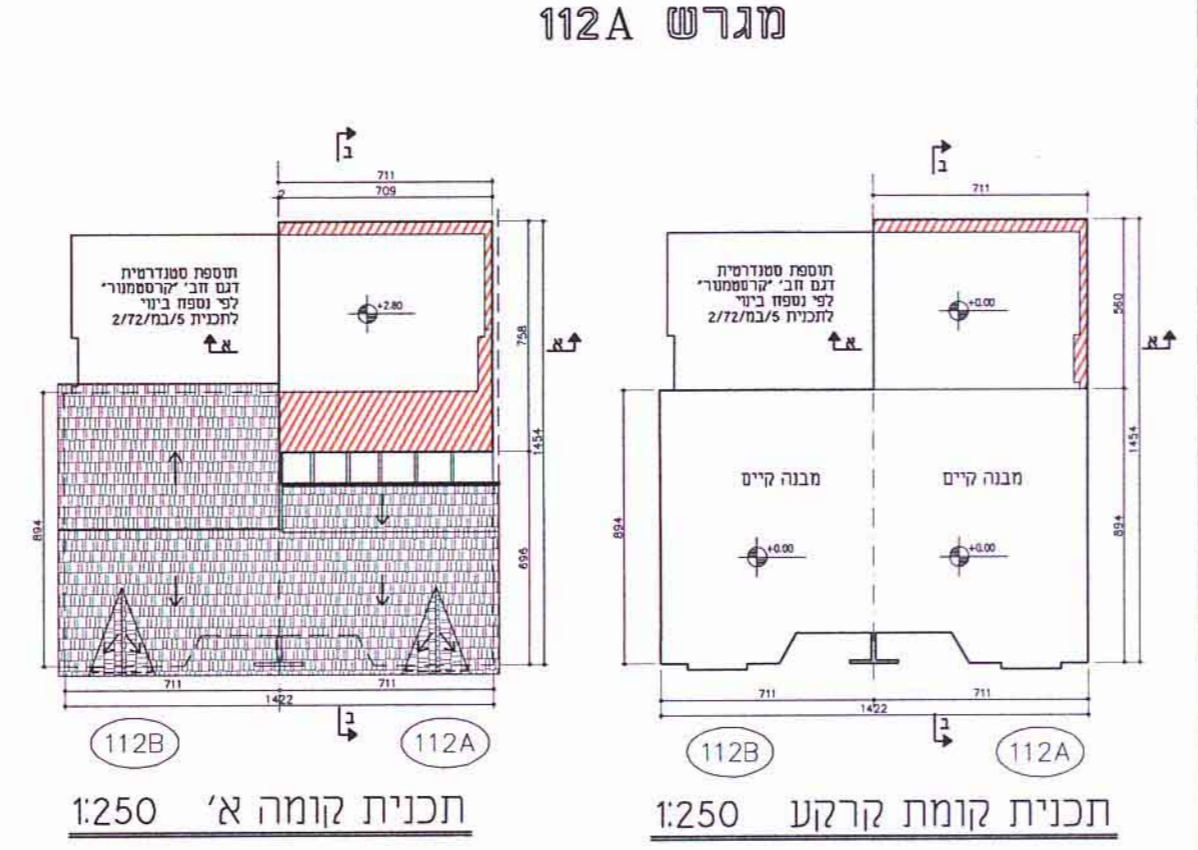 מגרש 112A
ב
711
709
2
תוספת סטנדרטית
דגם חב' "קרסטמנור"
לפי נספח בינוי
לתכנית 5/במ/2/72
א
+2.80
א
758
1454
696
894
711
711
1422
ב
112B
112A
תכנית קומה א' 1:250
ב
711
תוספת סטנדרטית
דגם חב' "קרסטמנור"
לפי נספח בינוי
לתכנית 5/במ/2/72
א
+0.00
א
560
1454
894
894
מבנה קיים
מבנה קיים
+0.00
+0.00
711
711
1422
ב
112B
112A
תכנית קומת קרקע 1:250